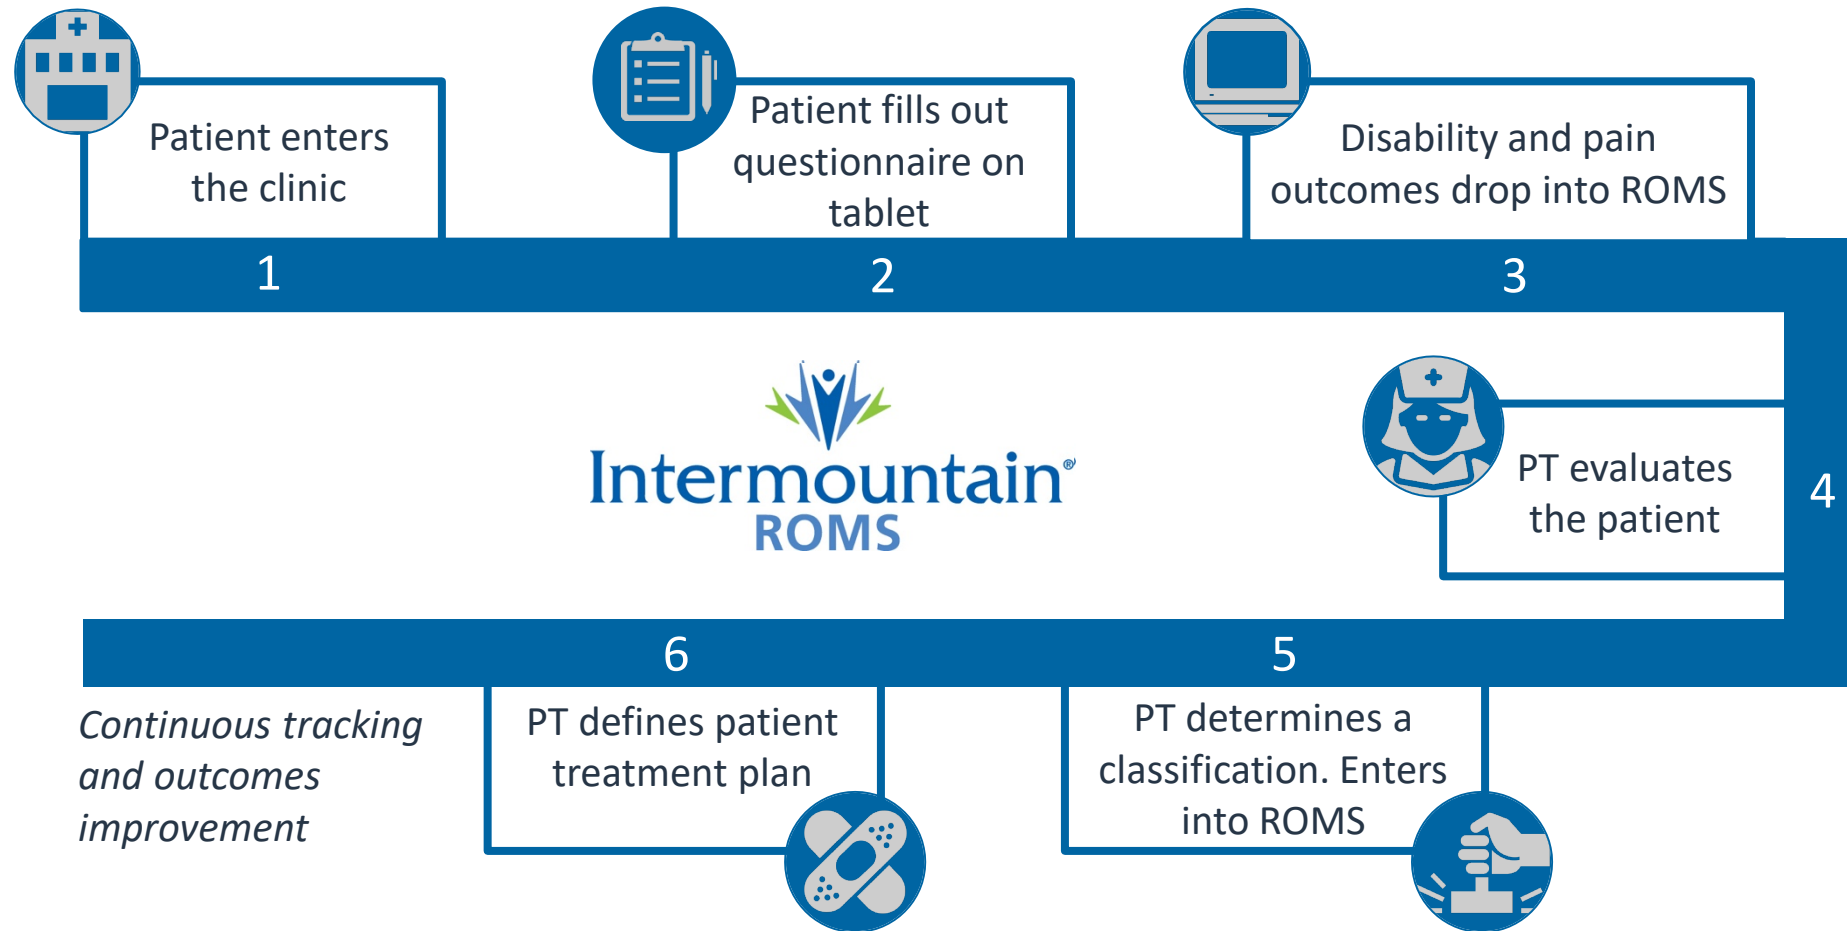 Patient enters
the clinic
1
Patient fills out
questionnaire on
tablet
2
Disability and pain
outcomes drop into ROMS
3
Intermountain®
ROMS
PT evaluates
the patient
4
5
PT determines a
classification. Enters
into ROMS
6
PT defines patient
treatment plan
Continuous tracking
and outcomes
improvement